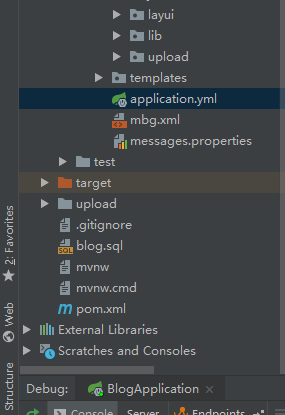 layui
lib
upload
templates
application.yml
mbg.xml
messages.properties
test
target
upload
.gitignore
SQL
blog.sql
mvnw
mvnw.cmd
m pom.xml
External Libraries
Scratches and Consoles
2: Favorites
Web
Structure
Debug: BlogApplication ×
Console Server Endpoints